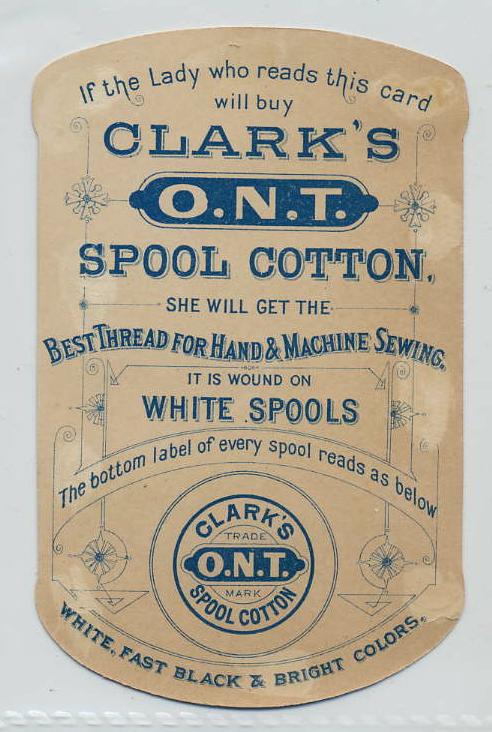 If the Lady who reads this card
will buy
CLARK'S
O.N.T.
SPOOL COTTON,
SHE WILL GET THE
BEST THREAD FOR HAND & MACHINE SEWING.
IT IS WOUND ON
WHITE SPOOLS
The bottom label of every spool reads as below
CLARK'S
TRADE
O.N.T.
MARK
SPOOL COTTON
WHITE, FAST BLACK & BRIGHT COLORS.